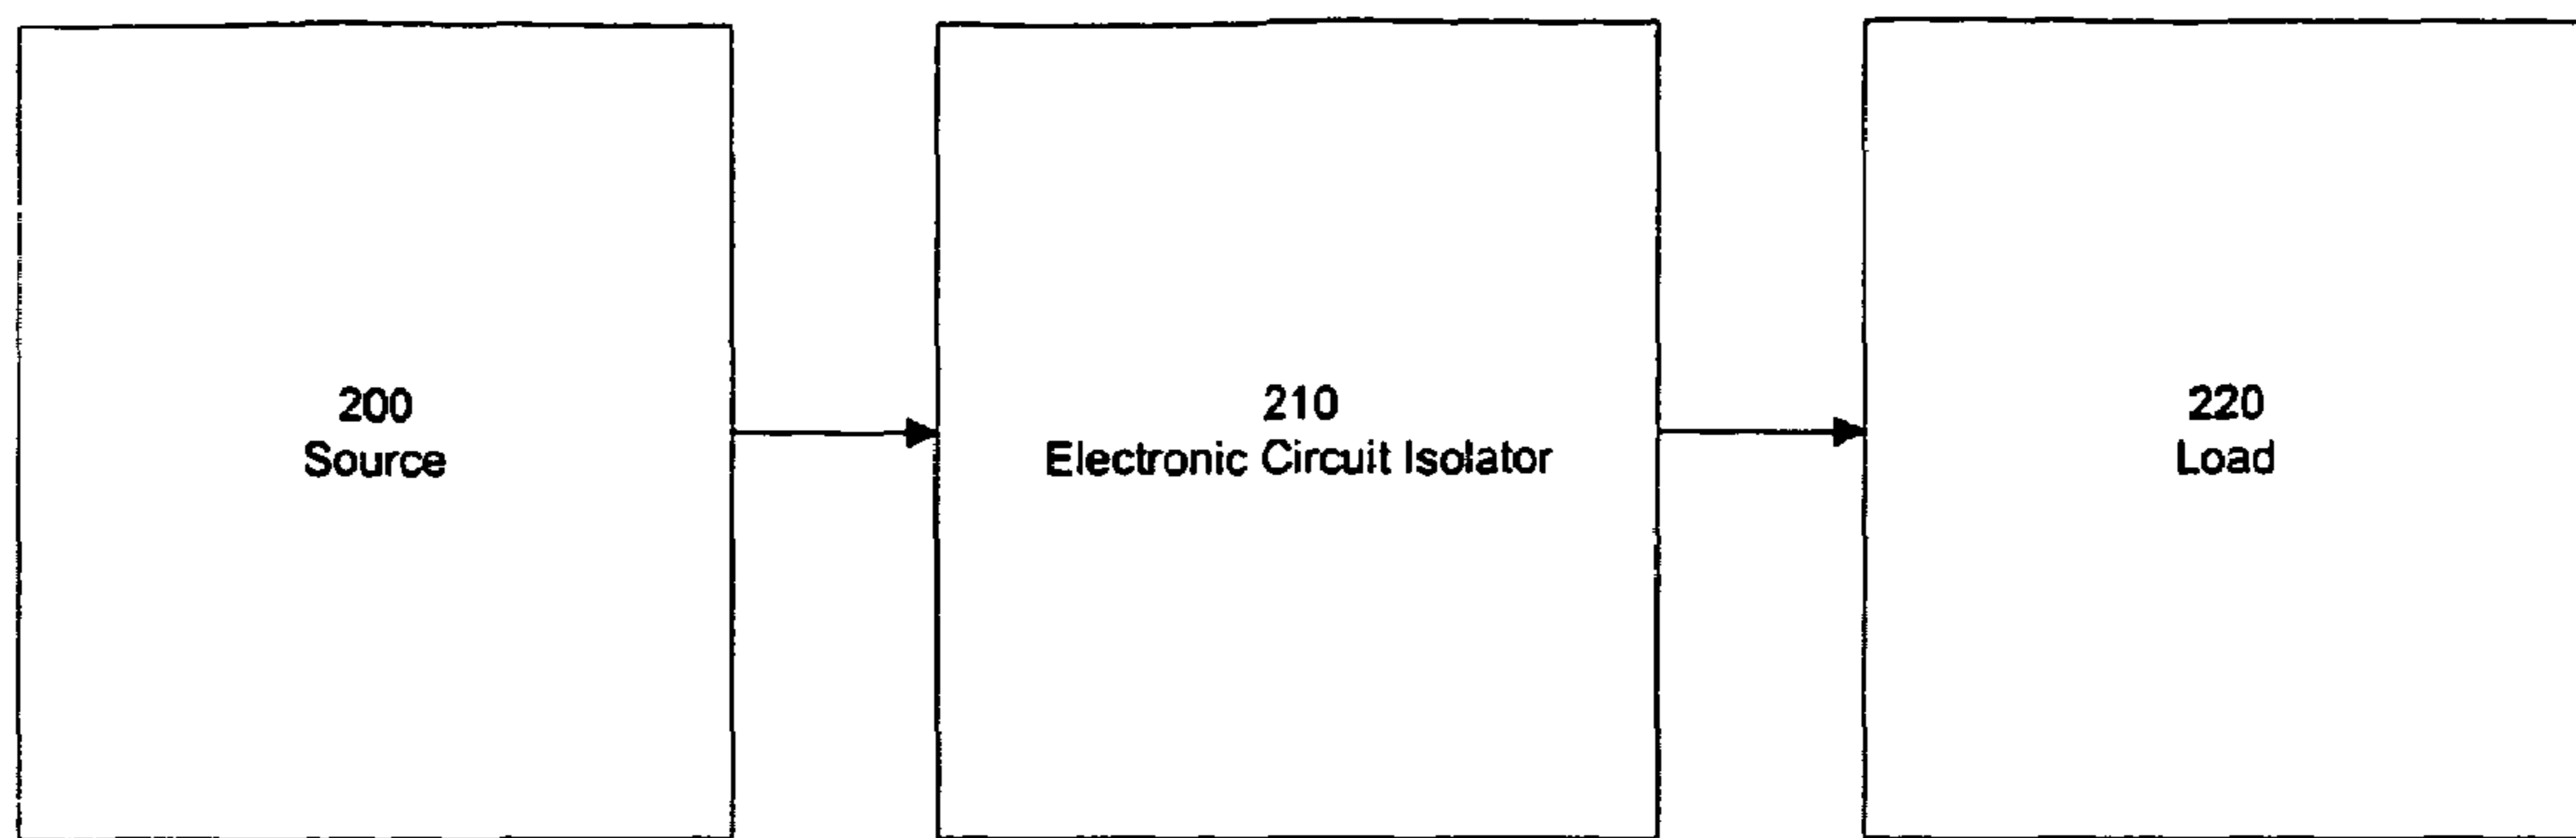 200
Source
210
Electronic Circuit Isolator
220
Load